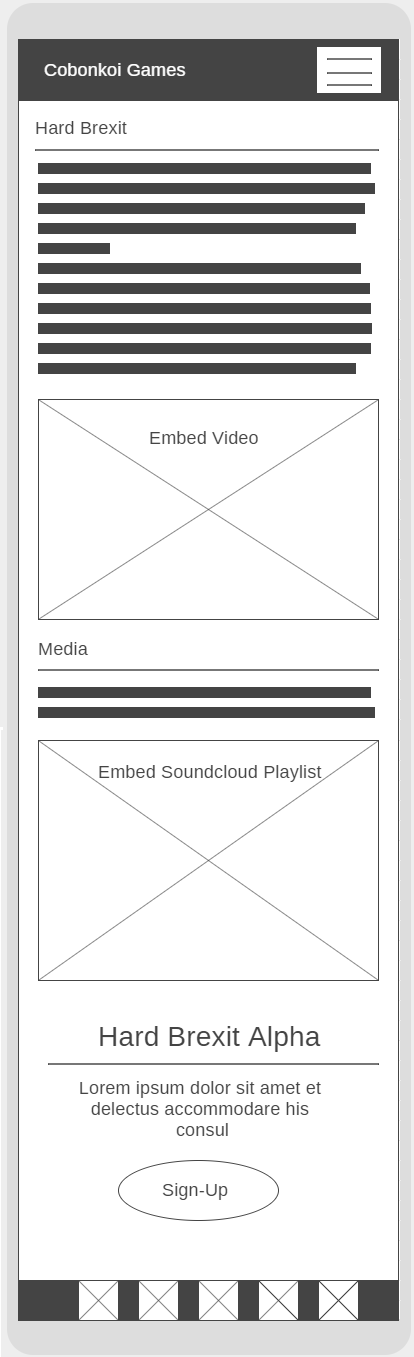 Cobonkoi Games
Hard Brexit
Embed Video
Media
Embed Soundcloud Playlist
Hard Brexit Alpha
Lorem ipsum dolor sit amet et
delectus accommodare his
consul
Sign-Up